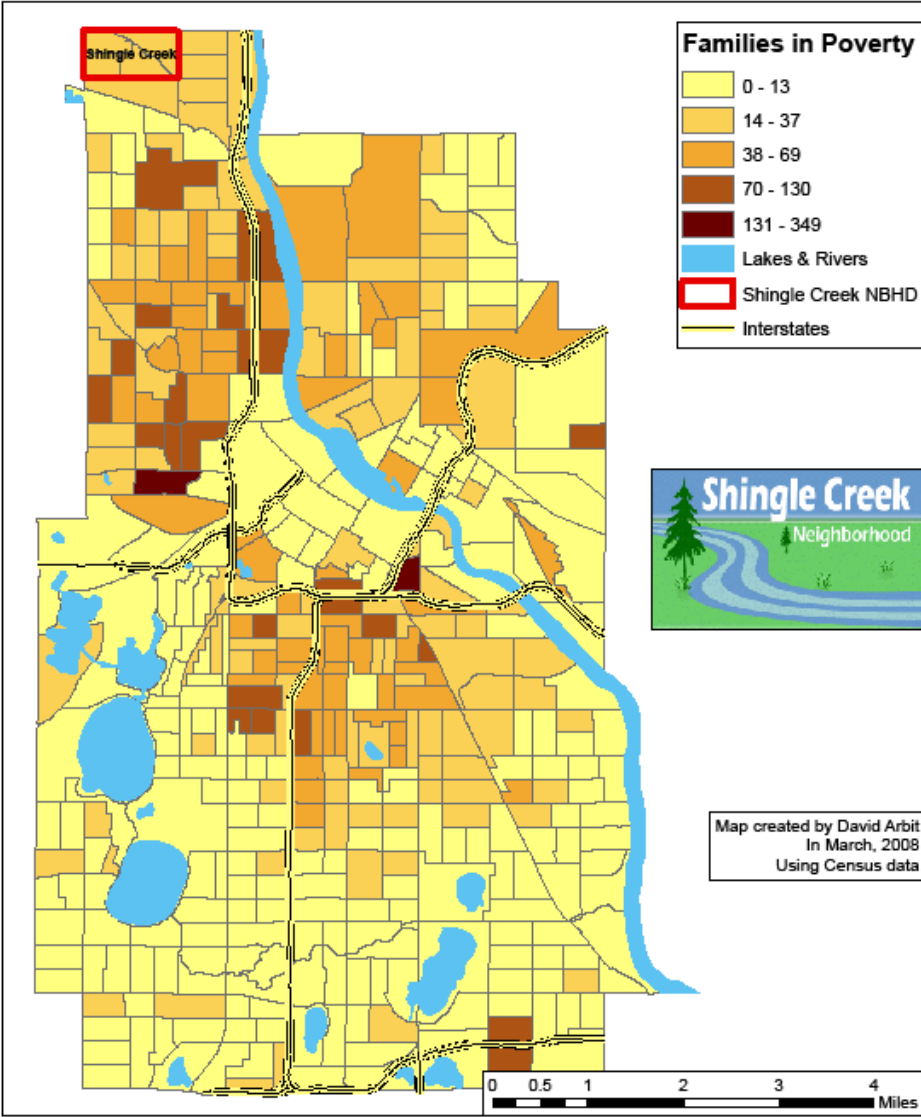 Shingle Creek
Families in Poverty
0 - 13
14 - 37
38 - 69
70 - 130
131 - 349
Lakes & Rivers
Shingle Creek NBHD
Interstates
Shingle Creek
Neighborhood
Map created by David Arbit
In March, 2008
Using Census data
0 0.5 1 2 3 4
Miles